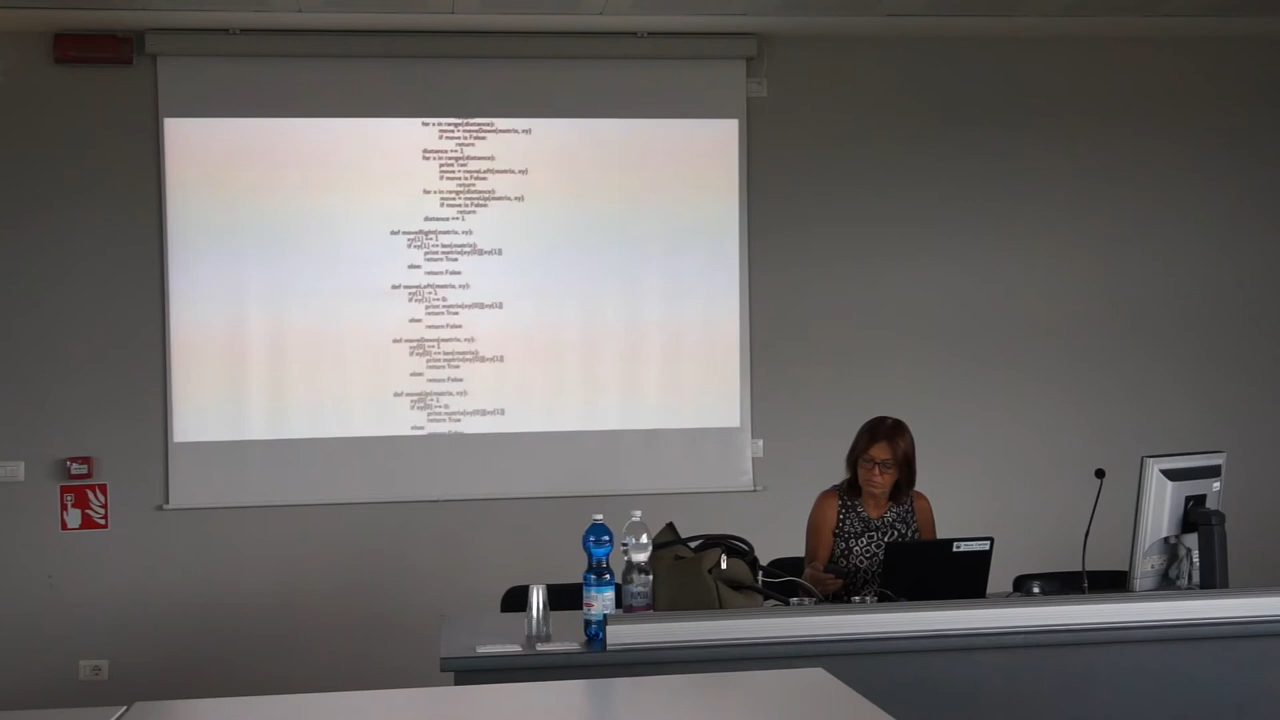 for x in range(distance):
move = moveDown(matrix, xy)
if move is False:
return
distance += 1
for x in range(distance):
print 'rar'
move = moveLeft(matrix, xy)
if move is False:
return
for x in range(distance):
move = moveUp(matrix, xy)
if move is False:
return
distance += 1
def moveRight(matrix, xy):
xy[1] += 1
if xy[1] <= len(matrix):
print matrix[xy[0]][xy[1]]
return True
else:
return False
def moveLeft(matrix, xy):
xy[1] -= 1
if xy[1] >= 0:
print matrix[xy[0]][xy[1]]
return True
else:
return False
def moveDown(matrix, xy):
xy[0] += 1
if xy[0] <= len(matrix):
print matrix[xy[0]][xy[1]]
return True
else:
return False
def moveUp(matrix, xy):
xy[0] -= 1
if xy[0] >= 0:
print matrix[xy[0]][xy[1]]
return True
else: